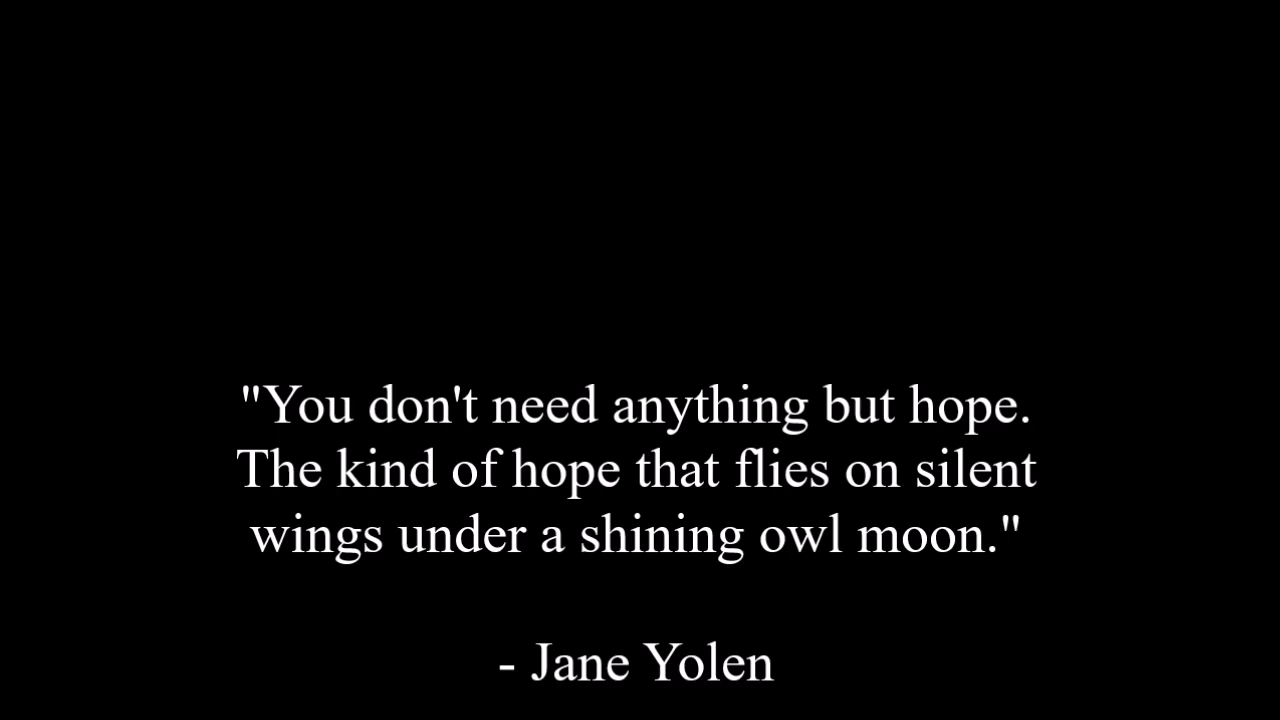 "You don't need anything but hope.
The kind of hope that flies on silent
wings under a shining owl moon."
- Jane Yolen